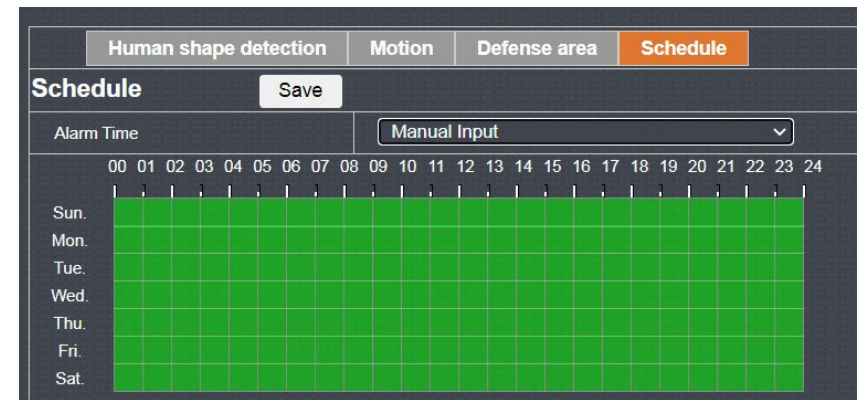 Human shape detection Motion Defense area Schedule
Schedule Save
Alarm Time Manual Input
00 01 02 03 04 05 06 07 08 09 10 11 12 13 14 15 16 17 18 19 20 21 22 23 24
Sun.
Mon.
Tue.
Wed.
Thu.
Fri.
Sat.